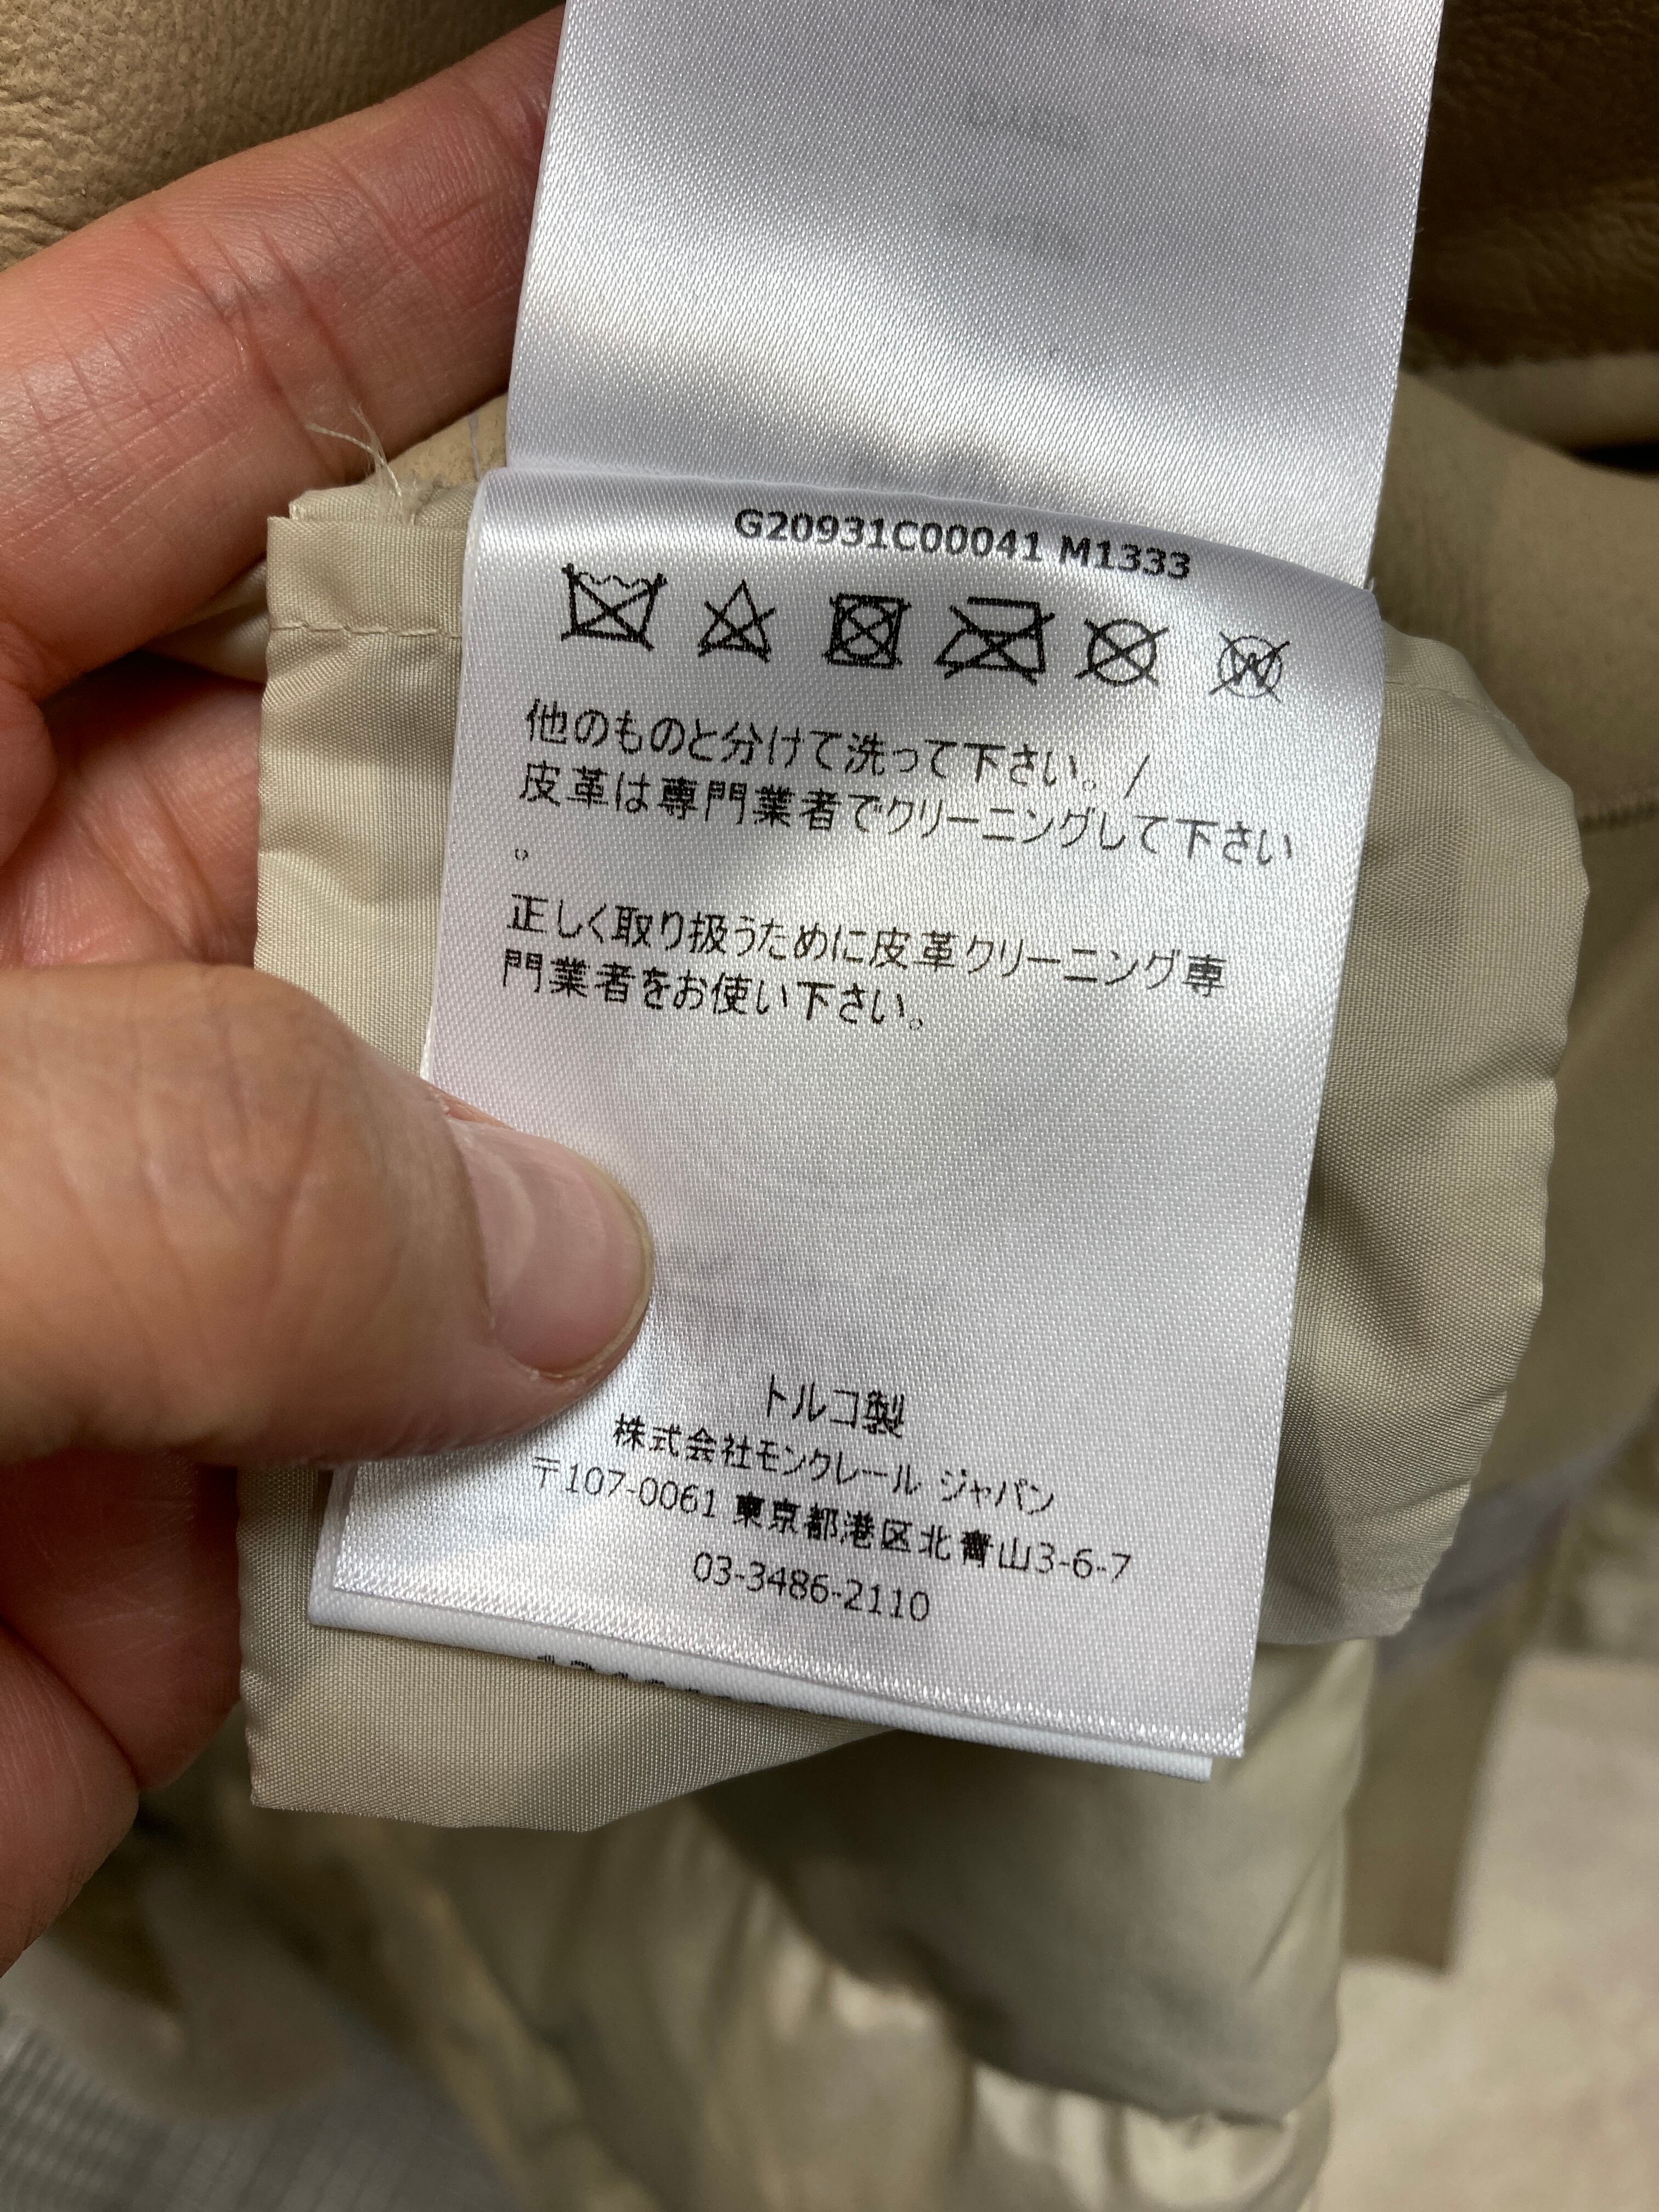 G20931C00041 M1333
W
他のものと分けて洗って下さい。/
皮革は専門業者でクリーニングして下さい
。
正しく取り扱うために皮革クリーニング専
門業者をお使い下さい。
トルコ製
株式会社モンクレール ジャパン
〒107-0061 東京都港区北青山3-6-7
03-3486-2110